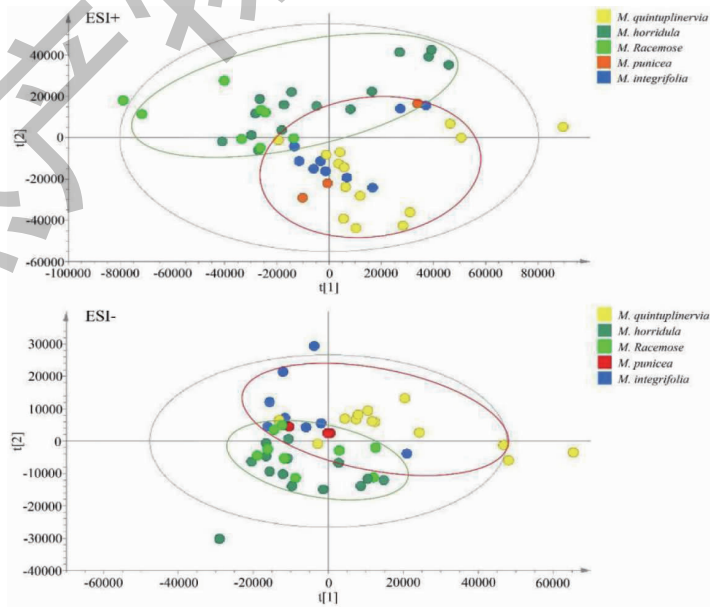 ESI+
M. quintuplinervia
M. horridula
M. Racemose
M. punicea
M. integrifolia
t[2]
40000
20000
0
-20000
-40000
-60000
-100000 -80000 -60000 -40000 -20000 0 20000 40000 60000 80000
t[1]
ESI-
M. quintuplinervia
M. horridula
M. Racemose
M. punicea
M. integrifolia
t[2]
30000
20000
10000
0
-10000
-20000
-30000
-40000
-60000 -40000 -20000 0 20000 40000 60000
t[1]